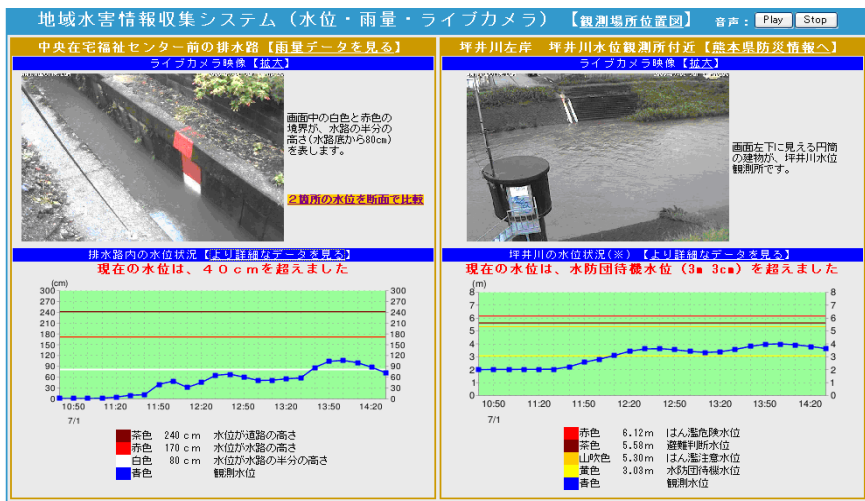 地域水害情報収集システム（水位・雨量・ライブカメラ） 【観測場所位置図】 音声： Play Stop
中央在宅福祉センター前の排水路【雨量データを見る】
ライブカメラ映像【拡大】
画面中の白色と赤色の
境界が、水路の半分の
高さ(水路底から80cm)
を表します。
２箇所の水位を断面で比較
排水路内の水位状況【より詳細なデータを見る】
現在の水位は、４０ｃｍを超えました
(cm)
300 300
270 270
240 240
210 210
180 180
150 150
120 120
90 90
60 60
30 30
0 0
10:50 11:20 11:50 12:20 12:50 13:20 13:50 14:20
7/1
茶色 240ｃｍ 水位が道路の高さ
赤色 170ｃｍ 水位が水路の高さ
白色 80ｃｍ 水位が水路の半分の高さ
青色 観測水位
坪井川左岸 坪井川水位観測所付近【熊本県防災情報へ】
ライブカメラ映像【拡大】
画面左下に見える円筒
の建物が、坪井川水位
観測所です。
坪井川の水位状況(※) 【より詳細なデータを見る】
現在の水位は、水防団待機水位（3m 3cm）を超えました
(m)
8 8
7 7
6 6
5 5
4 4
3 3
2 2
1 1
0 0
10:50 11:20 11:50 12:20 12:50 13:20 13:50 14:20
7/1
赤色 6.12m はん濫危険水位
茶色 5.58m 避難判断水位
山吹色 5.30m はん濫注意水位
黄色 3.03m 水防団待機水位
青色 観測水位